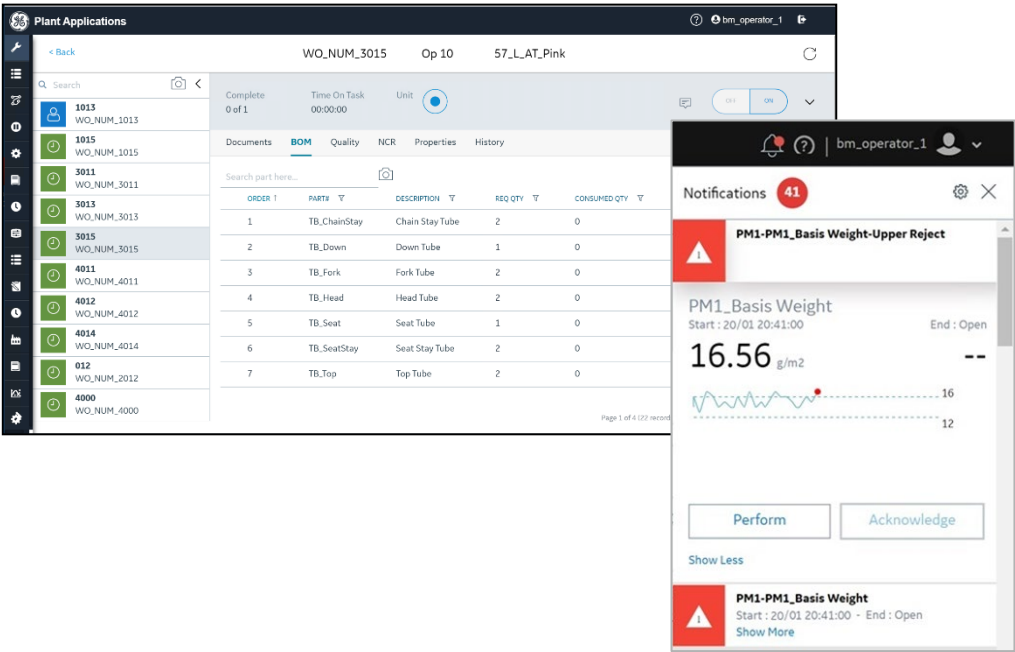 Plant Applications
bm_operator_1
< Back
WO_NUM_3015 Op 10 57_L_AT_Pink
Search
1013
WO_NUM_1013
1015
WO_NUM_1015
3011
WO_NUM_3011
3013
WO_NUM_3013
3015
WO_NUM_3015
4011
WO_NUM_4011
4012
WO_NUM_4012
4014
WO_NUM_4014
012
WO_NUM_2012
4000
WO_NUM_4000
Complete Time On Task Unit
0 of 1 00:00:00
OFF ON
Documents BOM Quality NCR Properties History
Search part here...
ORDER ↑ PART# DESCRIPTION REQ QTY CONSUMED QTY
1 TB_ChainStay Chain Stay Tube 2 0
2 TB_Down Down Tube 1 0
3 TB_Fork Fork Tube 2 0
4 TB_Head Head Tube 2 0
5 TB_Seat Seat Tube 1 0
6 TB_SeatStay Seat Stay Tube 2 0
7 TB_Top Top Tube 2 0
Page 1 of 4 (22 record
bm_operator_1
Notifications 41
PM1-PM1_Basis Weight-Upper Reject
PM1_Basis Weight
Start : 20/01 20:41:00 End : Open
16.56 g/m2 --
16
12
Perform Acknowledge
Show Less
PM1-PM1_Basis Weight
Start : 20/01 20:41:00 - End : Open
Show More